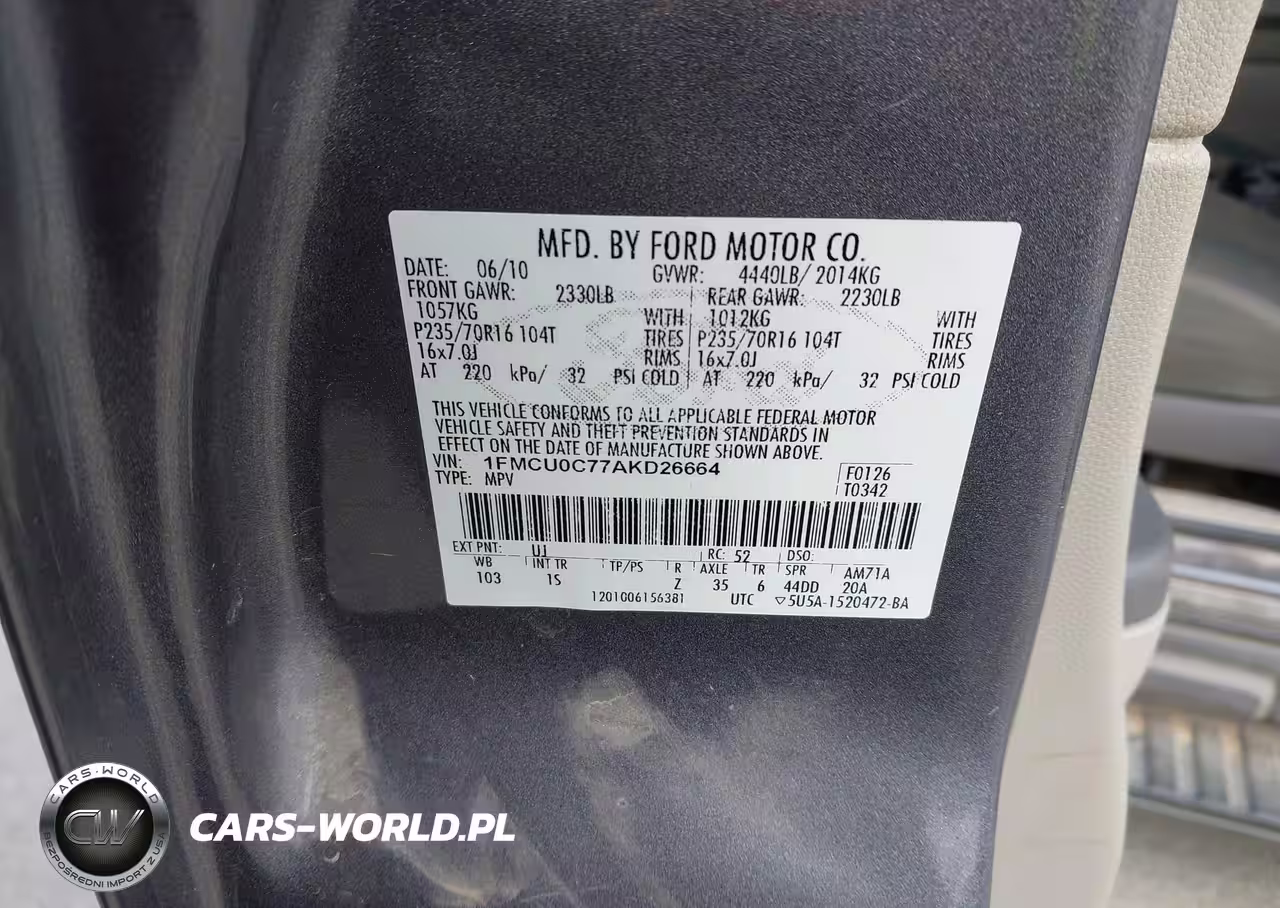 MFD. BY FORD MOTOR CO.
DATE: 06/10 GVWR: 4440LB/ 2014KG
FRONT GAWR: 2330LB REAR GAWR: 2230LB
1057KG WITH 1012KG WITH
P235/70R16 104T TIRES P235/70R16 104T TIRES
16x7.0J RIMS 16x7.0J RIMS
AT 220 kPa/ 32 PSI COLD AT 220 kPa/ 32 PSI COLD
THIS VEHICLE CONFORMS TO ALL APPLICABLE FEDERAL MOTOR
VEHICLE SAFETY AND THEFT PREVENTION STANDARDS IN
EFFECT ON THE DATE OF MANUFACTURE SHOWN ABOVE.
VIN: 1FMCU0C77AKD26664
TYPE: MPV
F0126
T0342
EXT PNT: UJ RC: 52 DSO:
WB INT TR TP/PS R AXLE TR SPR AM71A
103 1S Z 35 6 44DD 20A
1201006156381 UTC ▽5U5A-1520472-BA
CARS-WORLD
CW
BEZPOŚREDNI IMPORT Z USA
CARS-WORLD.PL